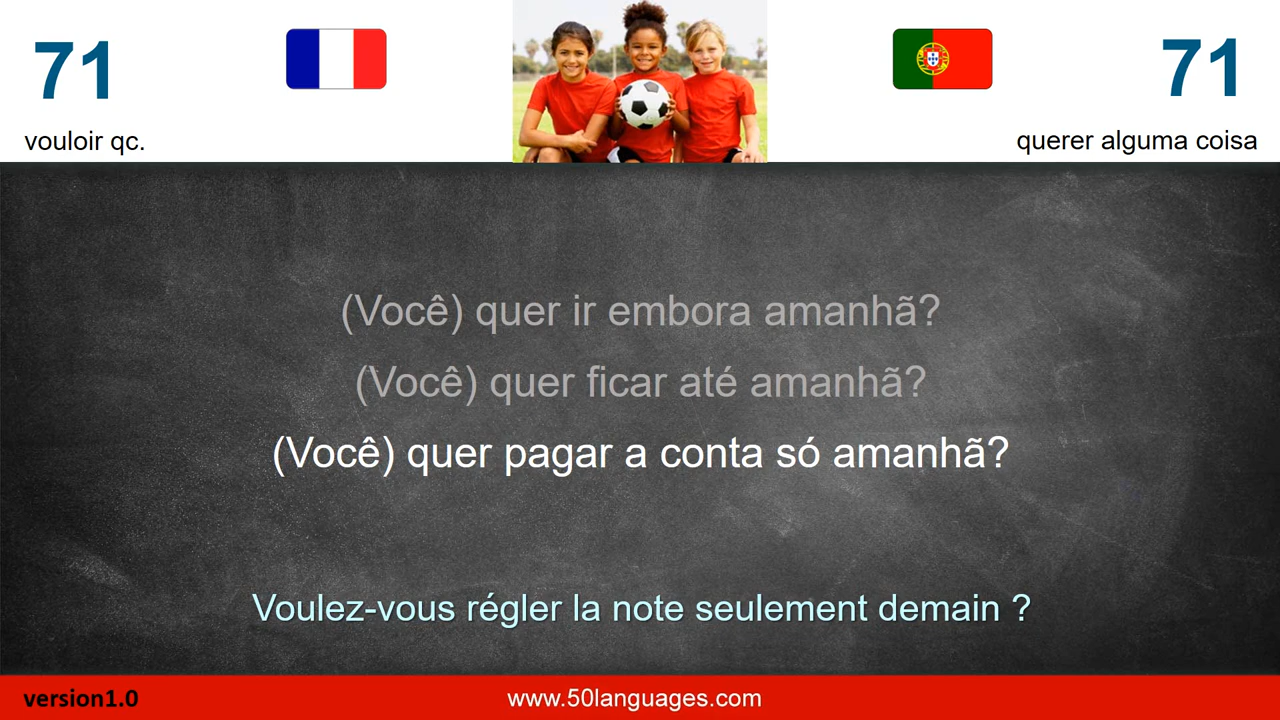 71
71
vouloir qc.
querer alguma coisa
(Você) quer ir embora amanhã?
(Você) quer ficar até amanhã?
(Você) quer pagar a conta só amanhã?
Voulez-vous régler la note seulement demain ?
version1.0
www.50languages.com